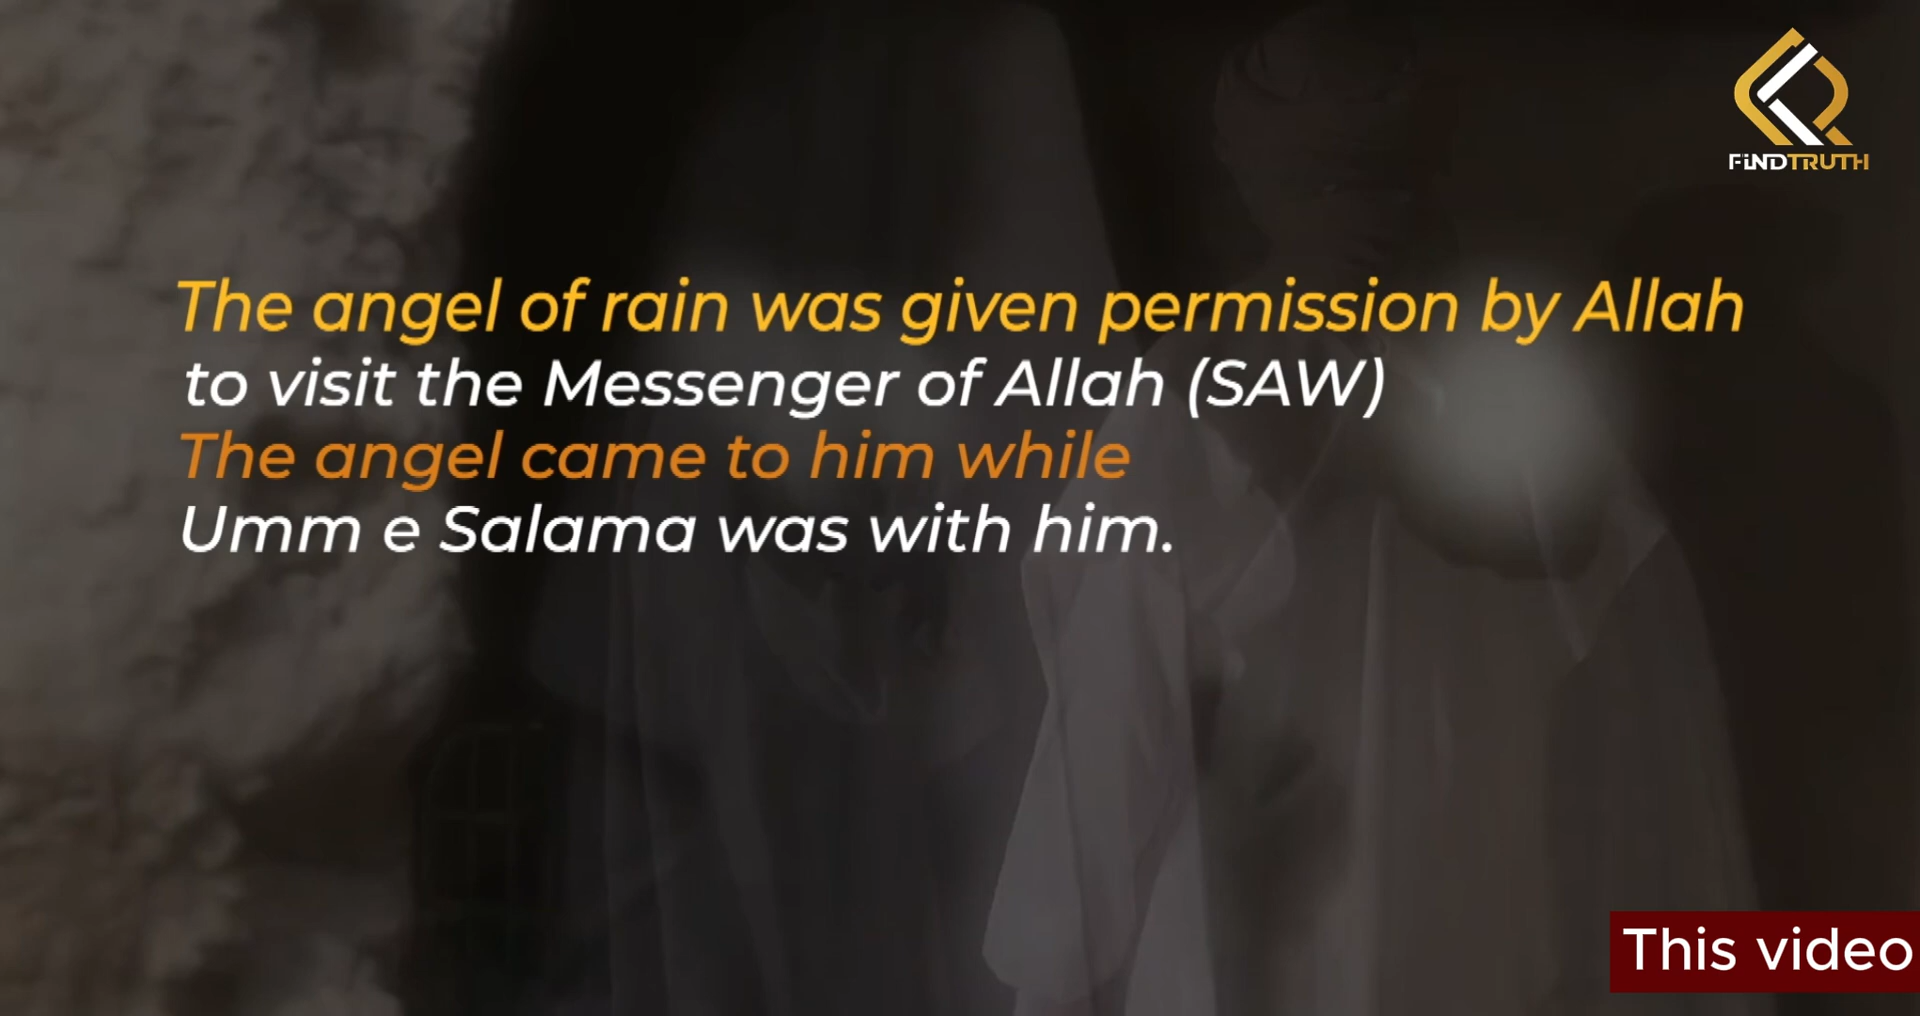 FINDTRUTH
The angel of rain was given permission by Allah
to visit the Messenger of Allah (SAW)
The angel came to him while
Umm e Salama was with him.
This video